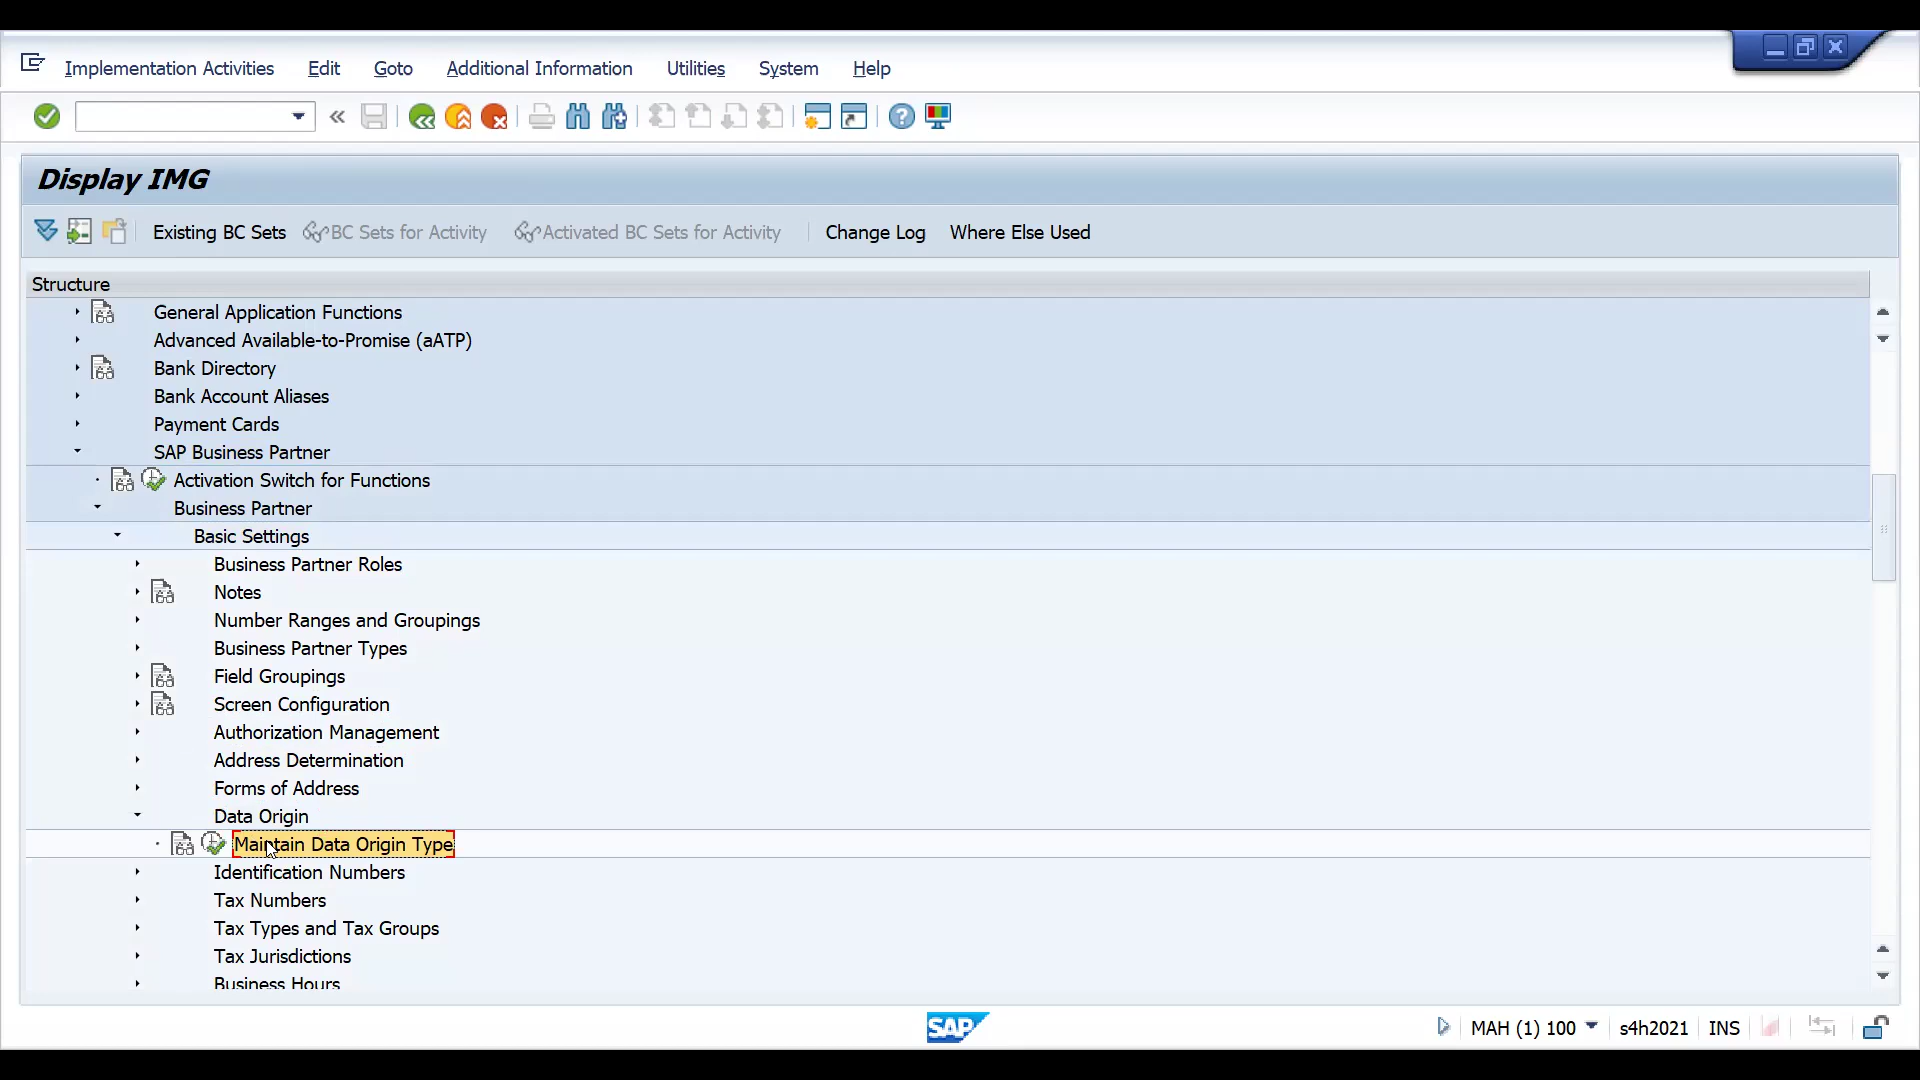 Implementation Activities Edit Goto Additional Information Utilities System Help
Display IMG
Existing BC Sets BC Sets for Activity Activated BC Sets for Activity Change Log Where Else Used
Structure
General Application Functions
Advanced Available-to-Promise (aATP)
Bank Directory
Bank Account Aliases
Payment Cards
SAP Business Partner
Activation Switch for Functions
Business Partner
Basic Settings
Business Partner Roles
Notes
Number Ranges and Groupings
Business Partner Types
Field Groupings
Screen Configuration
Authorization Management
Address Determination
Forms of Address
Data Origin
Maintain Data Origin Type
Identification Numbers
Tax Numbers
Tax Types and Tax Groups
Tax Jurisdictions
Business Hours
SAP MAH (1) 100 s4h2021 INS